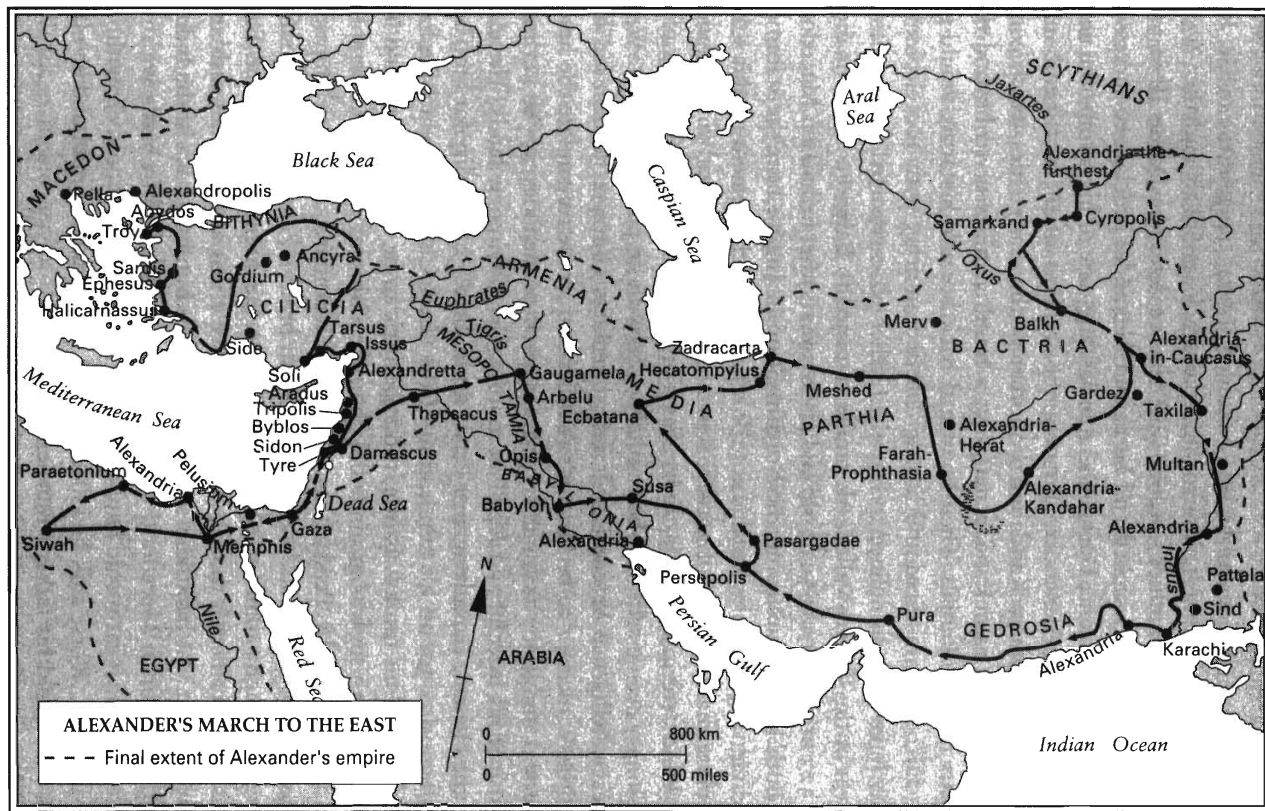 SCYTHIANS
Jaxartes
Aral
Sea
MACEDON
Black Sea
Caspian Sea
Alexandria-the-
furthest
Pella
Alexandropolis
Abydos
BITHYNIA
Troy
Samarkand
Cyropolis
Sardis
Gordium
Ancyra
ARMENIA
Oxus
Ephesus
CILICIA
Euphrates
Halicarnassus
Tarsus
Merv
Balkh
Side
Issus
Tigris
Zadracarta
BACTRIA
Alexandria-
in-Caucasus
Soli
Alexandretta
MESOPOTAMIA
Gaugamela
Hecatompylus
MEDIA
Meshed
Mediterranean Sea
Aradus
Arbelu
Ecbatana
Gardez
Taxila
Tripolis
Thapsacus
PARTHIA
Byblos
Alexandria-
Herat
Sidon
Damascus
Opis
Farah-
Prophthasia
Multan
Tyre
BABYLONIA
Paraetonium
Alexandria
Pelusium
Dead Sea
Susa
Alexandria-
Kandahar
Babylon
Gaza
Alexandria
Pasargadae
Alexandria
Siwah
Memphis
Persepolis
Indus
Pattala
Nile
N
Pura
GEDROSIA
Sind
EGYPT
Red Sea
ARABIA
Persian Gulf
Alexandria
Karachi
ALEXANDER'S MARCH TO THE EAST
Final extent of Alexander's empire
0 800 km
0 500 miles
Indian Ocean